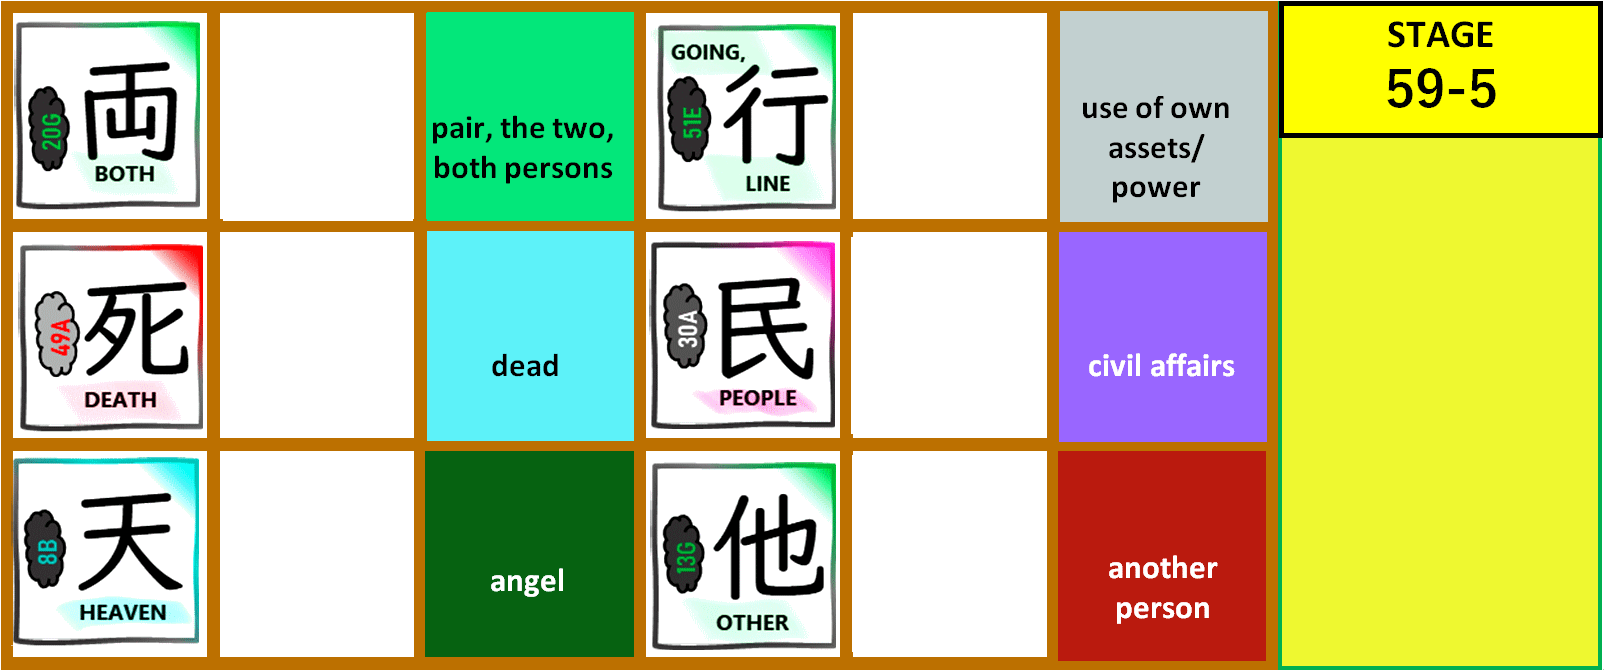 20G
両
BOTH
pair, the two,
both persons
GOING,
51E
行
LINE
use of own
assets/
power
STAGE
59-5
49A
死
DEATH
dead
30A
民
PEOPLE
civil affairs
8B
天
HEAVEN
angel
13G
他
OTHER
another
person